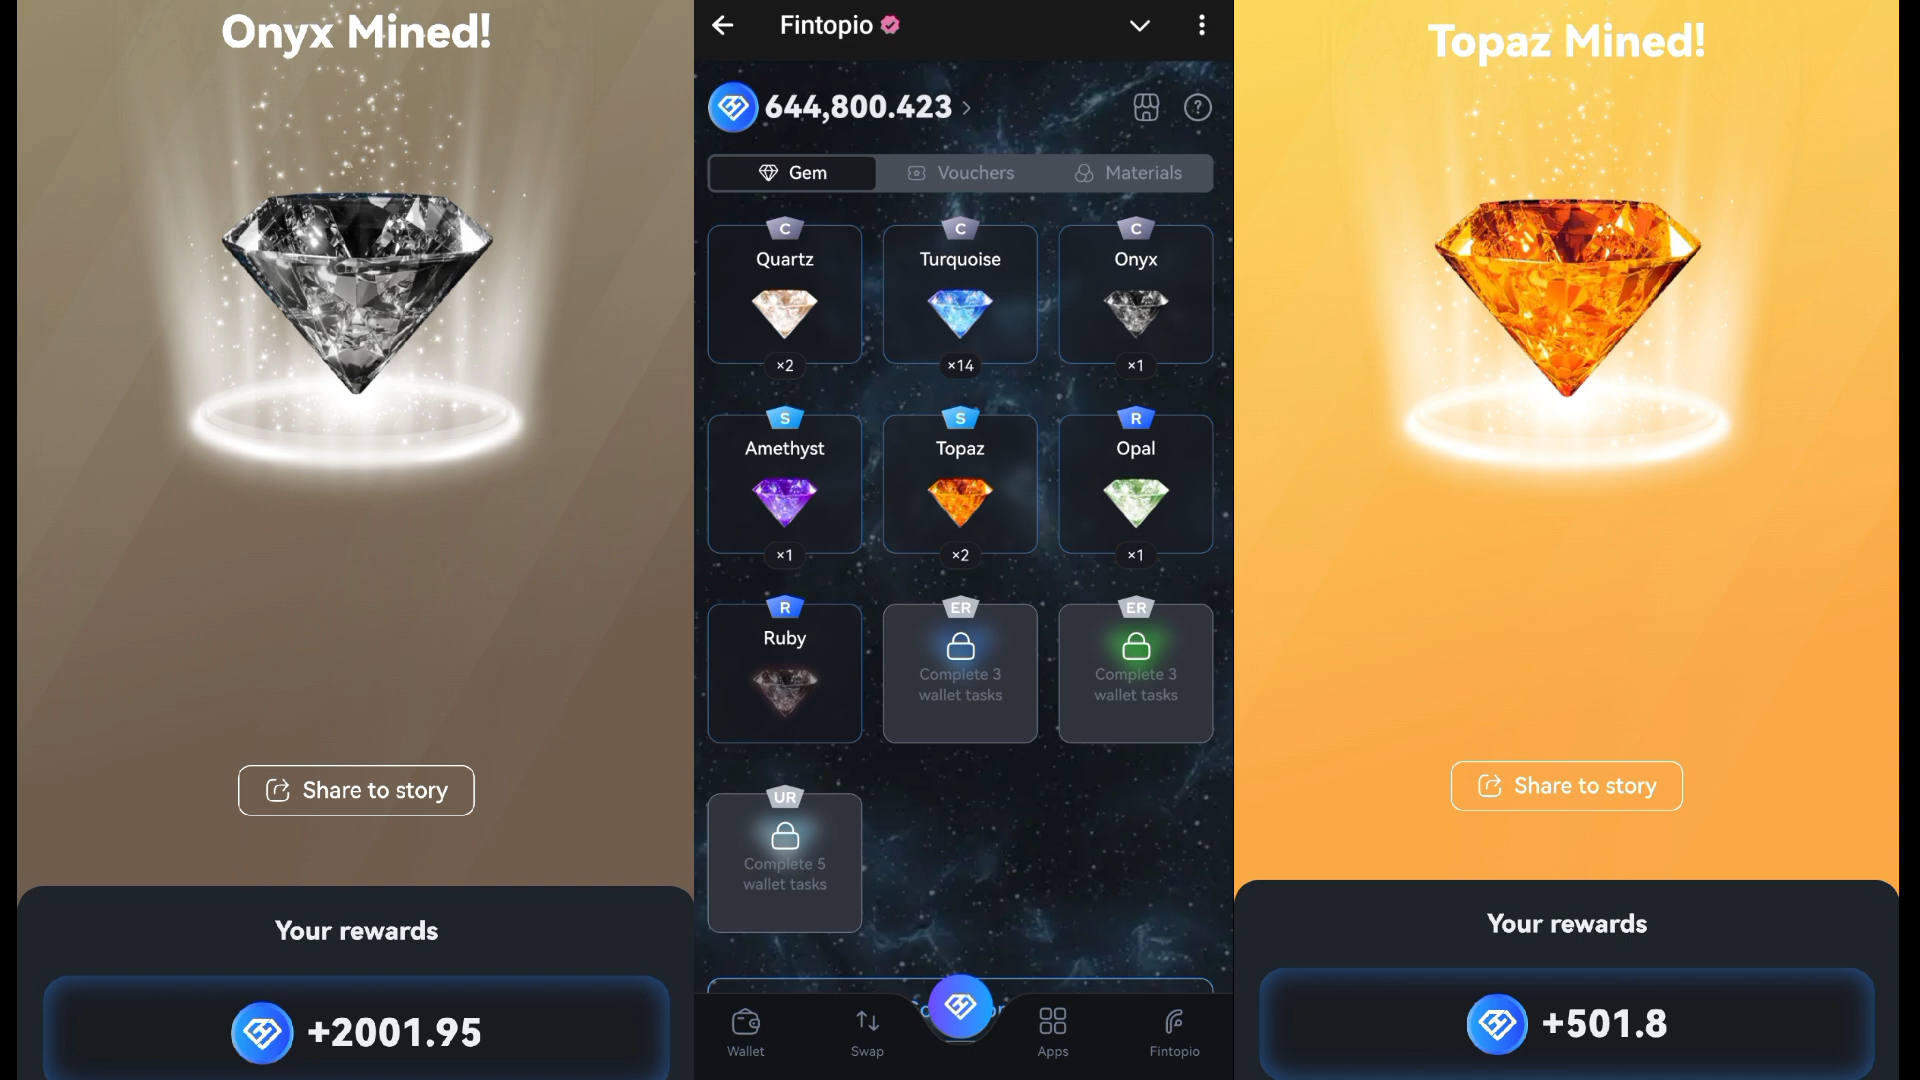 Onyx Mined!
Share to story
Your rewards
+2001.95
Fintopio
644,800.423
?
Gem
Vouchers
Materials
C
Quartz
×2
C
Turquoise
×14
C
Onyx
×1
S
Amethyst
×1
S
Topaz
×2
R
Opal
×1
R
Ruby
ER
Complete 3
wallet tasks
ER
Complete 3
wallet tasks
UR
Complete 5
wallet tasks
Wallet
Swap
Apps
Fintopio
Topaz Mined!
Share to story
Your rewards
+501.8